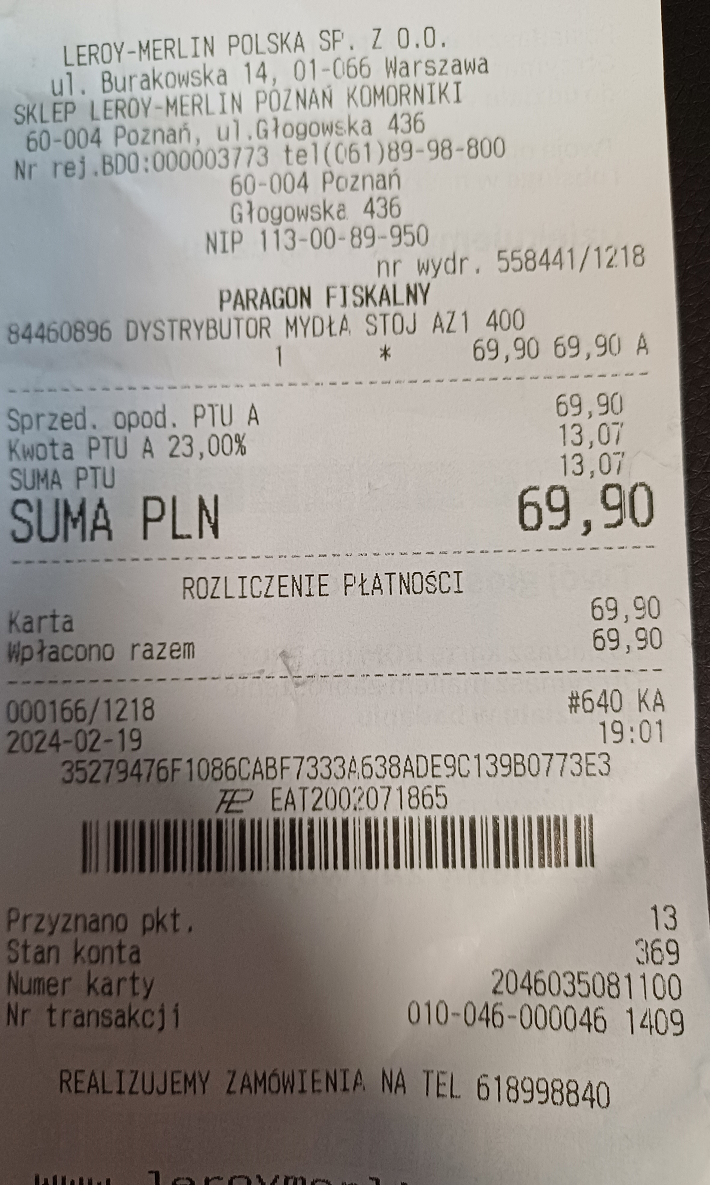 LEROY-MERLIN POLSKA SP. Z O.O.
ul. Burakowska 14, 01-066 Warszawa
SKLEP LEROY-MERLIN POZNAŃ KOMORNIKI
60-004 Poznań, ul.Głogowska 436
Nr rej.BDO:000003773 tel(061)89-98-800
60-004 Poznań
Głogowska 436
NIP 113-00-89-950
nr wydr. 558441/1218
PARAGON FISKALNY
84460896 DYSTRYBUTOR MYDŁA STOJ AZ1 400
1 * 69,90 69,90 A
Sprzed. opod. PTU A 69,90
Kwota PTU A 23,00% 13,07
SUMA PTU 13,07
SUMA PLN 69,90
ROZLICZENIE PŁATNOŚCI
Karta 69,90
Wpłacono razem 69,90
000166/1218 #640 KA
2024-02-19 19:01
35279476F1086CABF7333A638ADE9C139B0773E3
EAT2002071865
Przyznano pkt. 13
Stan konta 369
Numer karty 2046035081100
Nr transakcji 010-046-000046 1409
REALIZUJEMY ZAMÓWIENIA NA TEL 618998840